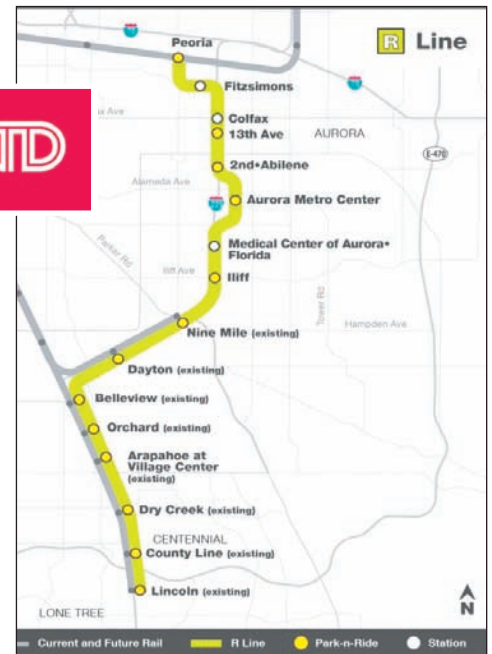 R Line
Peoria
Fitzsimons
Colfax
13th Ave
AURORA
E-470
2nd•Abilene
Alameda Ave
Aurora Metro Center
Parker Rd
Medical Center of Aurora•
Florida
Iliff Ave
Iliff
Tower Rd
Nine Mile (existing)
Hampden Ave
Dayton (existing)
Belleview (existing)
Orchard (existing)
Arapahoe at
Village Center
(existing)
Dry Creek (existing)
CENTENNIAL
County Line (existing)
Lincoln (existing)
LONE TREE
N
Current and Future Rail
R Line
Park-n-Ride
Station